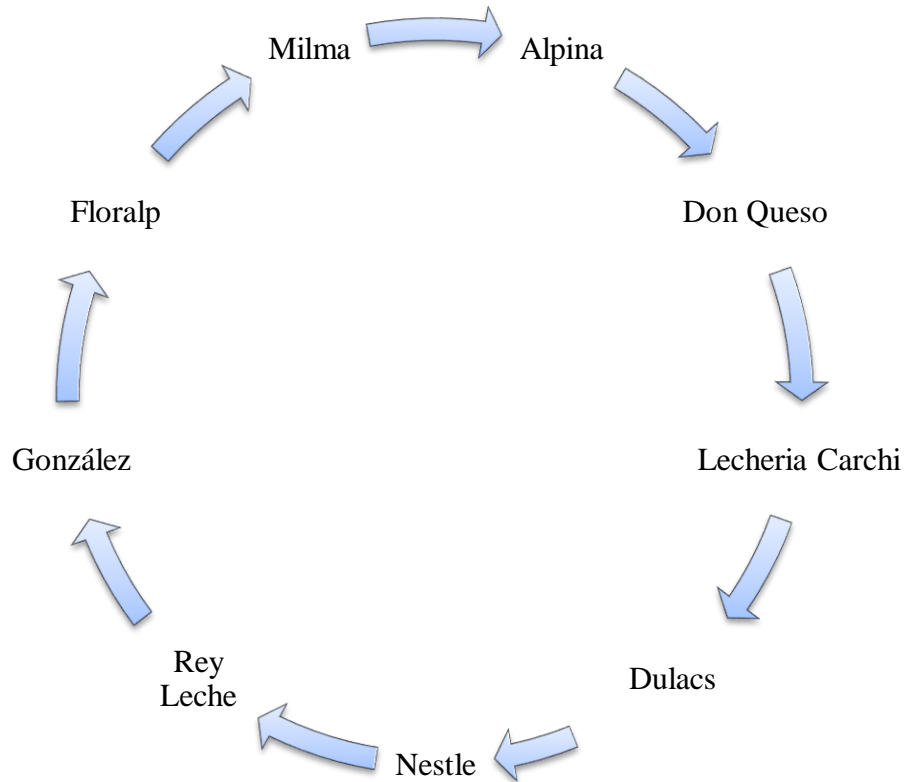 Milma
Alpina
Don Queso
Lecheria Carchi
Dulacs
Nestle
Rey
Leche
González
Floralp